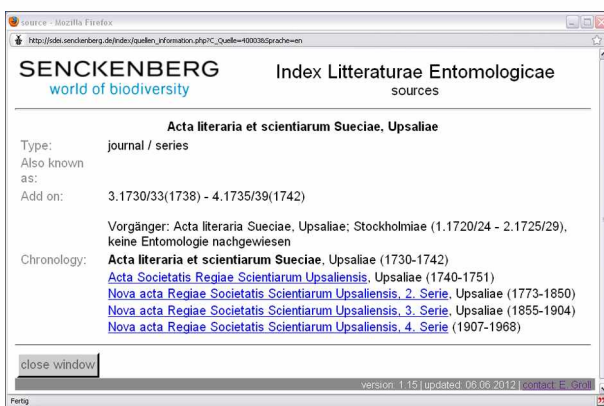 source - Mozilla Firefox
http://sdei.senckenberg.de/index/quellen_information.php?C_Quelle=40003&Sprache=en
SENCKENBERG
world of biodiversity
Index Litteraturae Entomologicae
sources
Acta literaria et scientiarum Sueciae, Upsaliae
Type: journal / series
Also known
as:
Add on: 3.1730/33(1738) - 4.1735/39(1742)
Vorgänger: Acta literaria Sueciae, Upsaliae; Stockholmiae (1.1720/24 - 2.1725/29),
keine Entomologie nachgewiesen
Chronology: Acta literaria et scientiarum Sueciae, Upsaliae (1730-1742)
Acta Societatis Regiae Scientiarum Upsaliensis, Upsaliae (1740-1751)
Nova acta Regiae Societatis Scientiarum Upsaliensis, 2. Serie, Upsaliae (1773-1850)
Nova acta Regiae Societatis Scientiarum Upsaliensis, 3. Serie, Upsaliae (1855-1904)
Nova acta Regiae Societatis Scientiarum Upsaliensis, 4. Serie (1907-1968)
close window
version: 1.15 | updated: 06.06.2012 | contact: E. Groll
Fertig